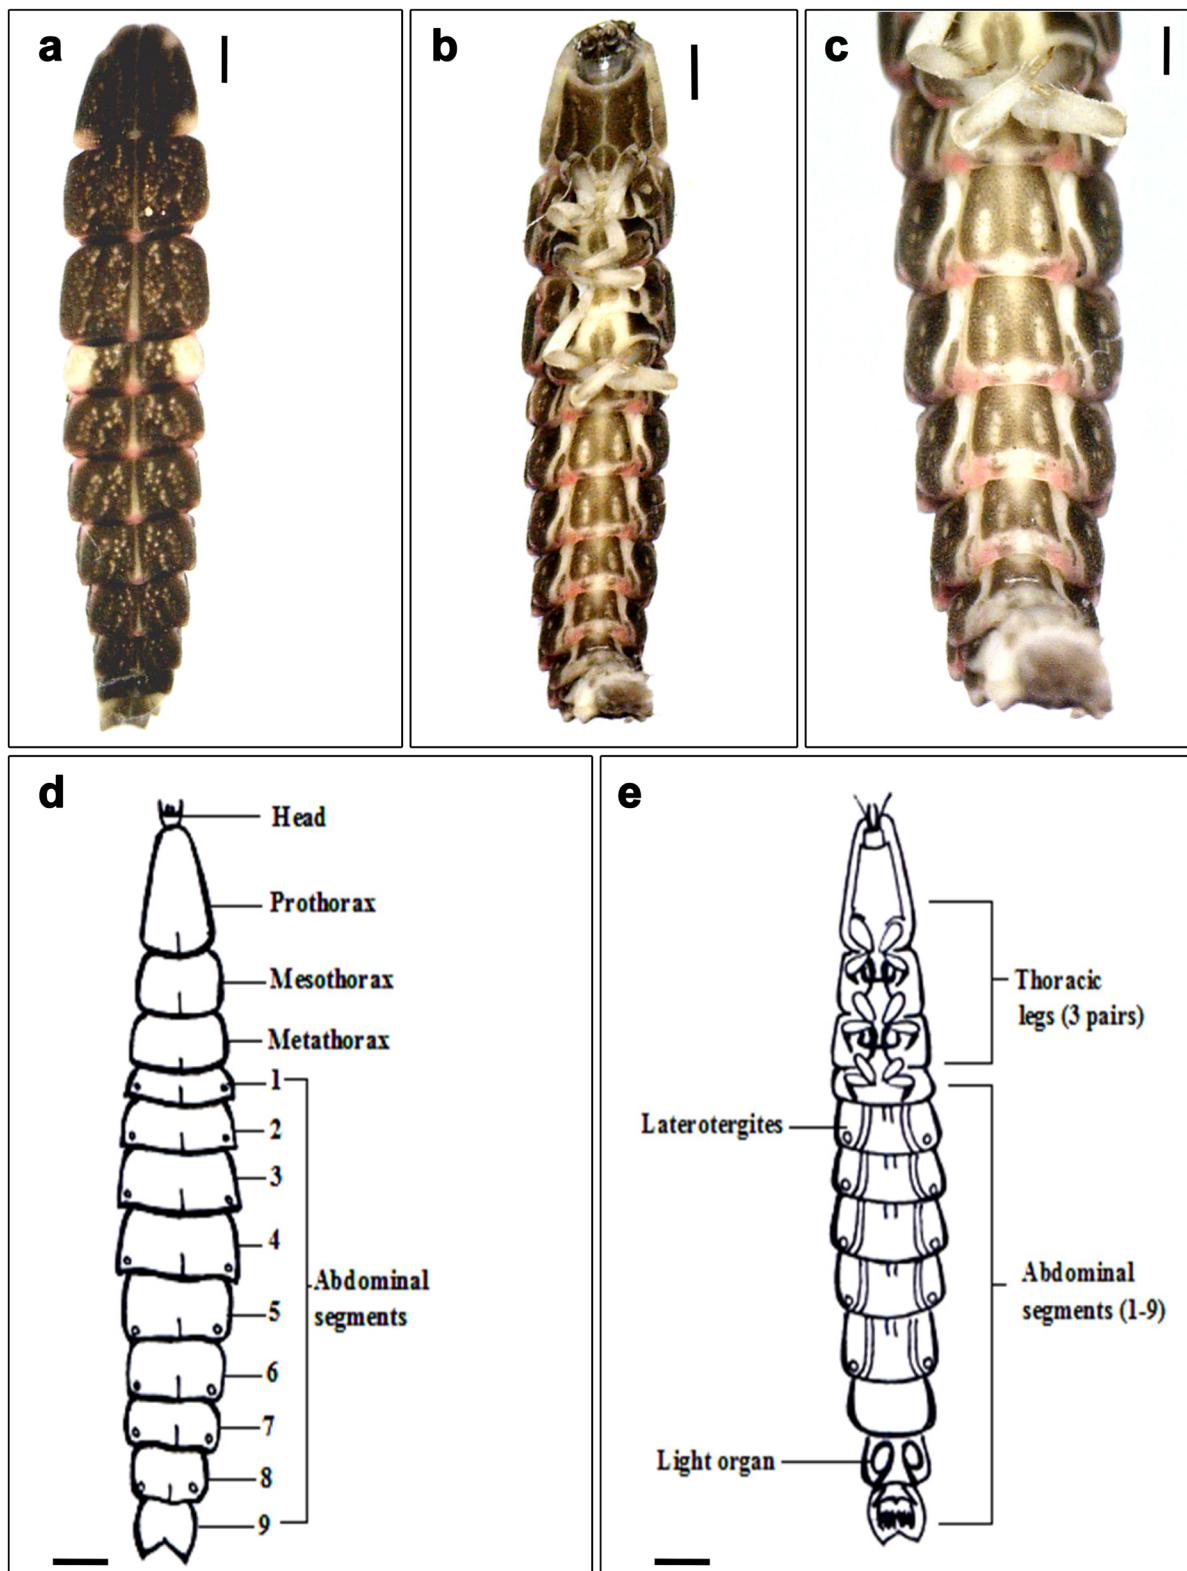 a
b
c
d
Head
Prothorax
Mesothorax
Metathorax
1
2
3
4
5
6
7
8
9
Abdominal
segments
e
Thoracic
legs (3 pairs)
Laterotergites
Abdominal
segments (1-9)
Light organ